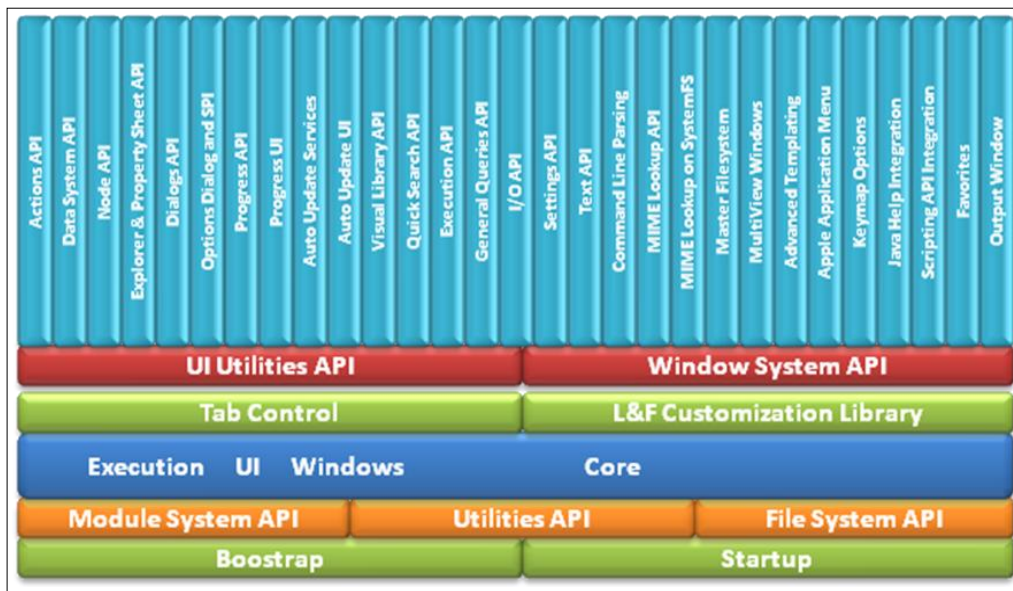 Actions API
Data System API
Node API
Explorer & Property Sheet API
Dialogs API
Options Dialog and SPI
Progress API
Progress UI
Auto Update Services
Auto Update UI
Visual Library API
Quick Search API
Execution API
General Queries API
I/O API
Settings API
Text API
Command Line Parsing
MIME Lookup API
MIME Lookup on SystemFS
Master Filesystem
MultiView Windows
Advanced Templating
Apple Application Menu
Keymap Options
Java Help Integration
Scripting API Integration
Favorites
Output Window
UI Utilities API
Window System API
Tab Control
L&F Customization Library
Execution UI Windows Core
Module System API
Utilities API
File System API
Boostrap
Startup